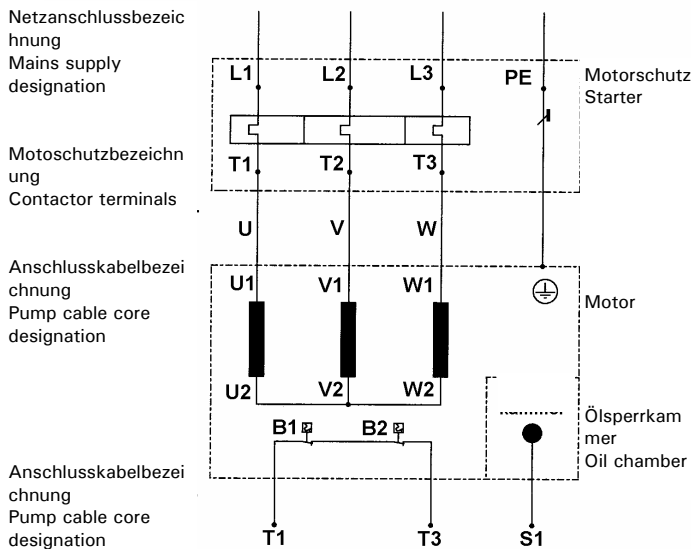 Netzanschlussbezeic
hnung
Mains supply
designation
L1 L2 L3 PE
Motorschutz
Starter
Motoschutzbezeichn
ung
Contactor terminals
T1 T2 T3
U V W
Anschlusskabelbezei
chnung
Pump cable core
designation
U1 V1 W1
Motor
U2 V2 W2
B1 B2
Ölsperrkam
mer
Oil chamber
Anschlusskabelbezei
chnung
Pump cable core
designation
T1 T3 S1